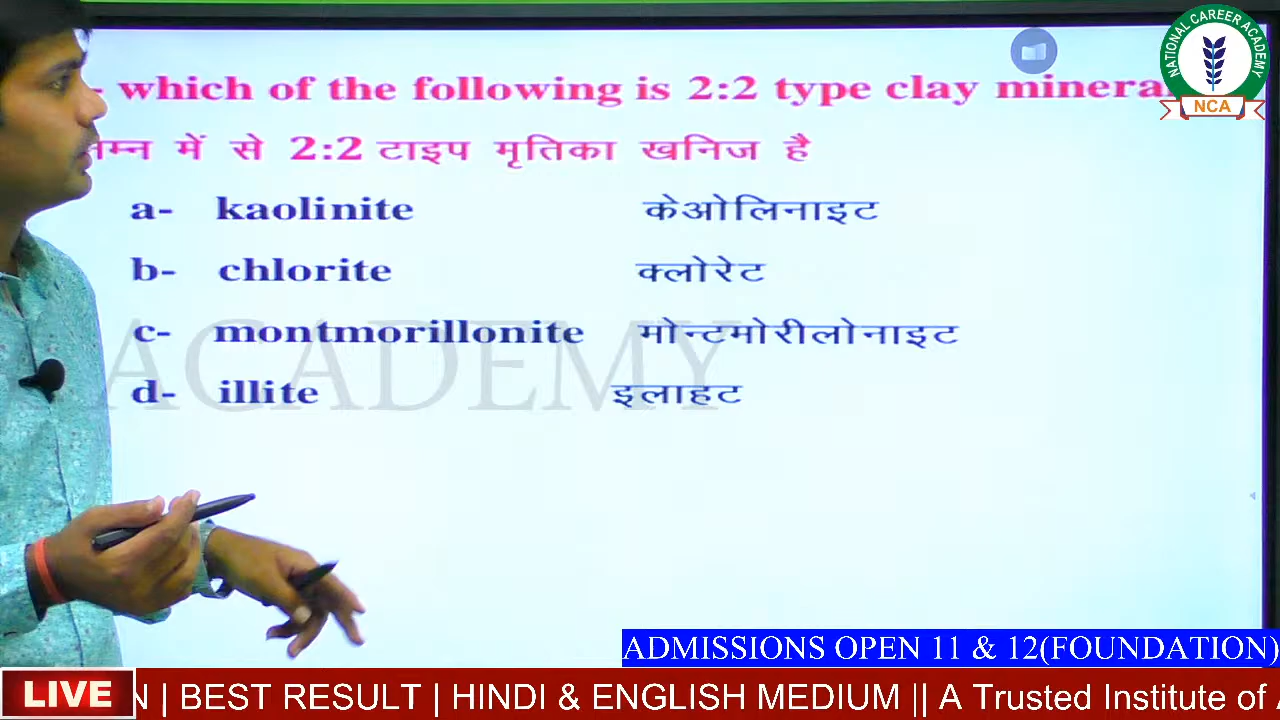 NATIONAL CAREER ACADEMY
NCA
- which of the following is 2:2 type clay mineral
निम्न में से 2:2 टाइप मृतिका खनिज है
a- kaolinite केओलिनाइट
b- chlorite क्लोरेट
c- montmorillonite मोन्टमोरीलोनाइट
d- illite इलाहट
ACADEMY
ADMISSIONS OPEN 11 & 12(FOUNDATION)
LIVE
N | BEST RESULT | HINDI & ENGLISH MEDIUM || A Trusted Institute of